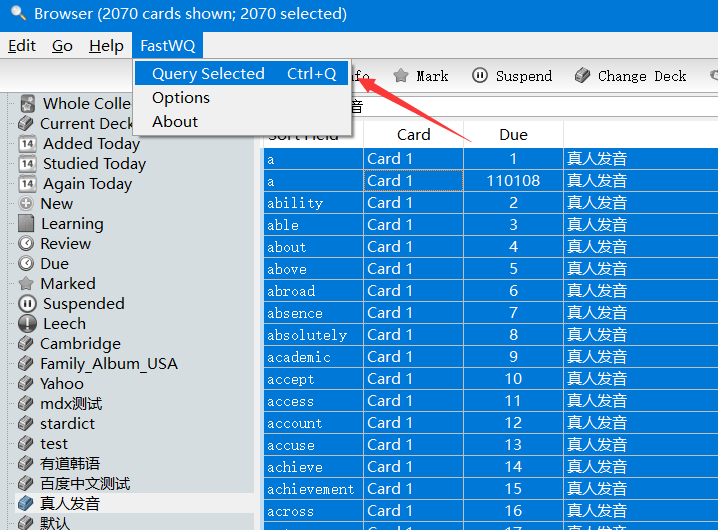 Browser (2070 cards shown; 2070 selected)
Edit Go Help FastWQ
Query Selected Ctrl+Q
Options
About
Mark Suspend Change Deck
音
Whole Colle
Current Deck
14 Added Today
14 Studied Today
14 Again Today
New
Learning
Review
Due
Marked
Suspended
Leech
Cambridge
Family_Album_USA
Yahoo
mdx测试
stardict
test
有道韩语
百度中文测试
真人发音
默认
Sort Field Card Due
a Card 1 1 真人发音
a Card 1 110108 真人发音
ability Card 1 2 真人发音
able Card 1 3 真人发音
about Card 1 4 真人发音
above Card 1 5 真人发音
abroad Card 1 6 真人发音
absence Card 1 7 真人发音
absolutely Card 1 8 真人发音
academic Card 1 9 真人发音
accept Card 1 10 真人发音
access Card 1 11 真人发音
account Card 1 12 真人发音
accuse Card 1 13 真人发音
achieve Card 1 14 真人发音
achievement Card 1 15 真人发音
across Card 1 16 真人发音
Card 1 17 真人发音